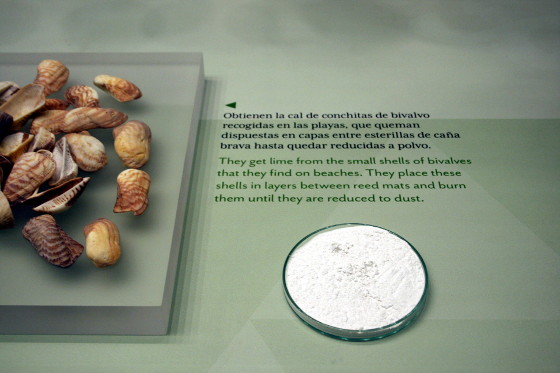 Obtienen la cal de conchitas de bivalvo
recogidas en las playas, que queman
dispuestas en capas entre esterillas de caña
brava hasta quedar reducidas a polvo.
They get lime from the small shells of bivalves
that they find on beaches. They place these
shells in layers between reed mats and burn
them until they are reduced to dust.